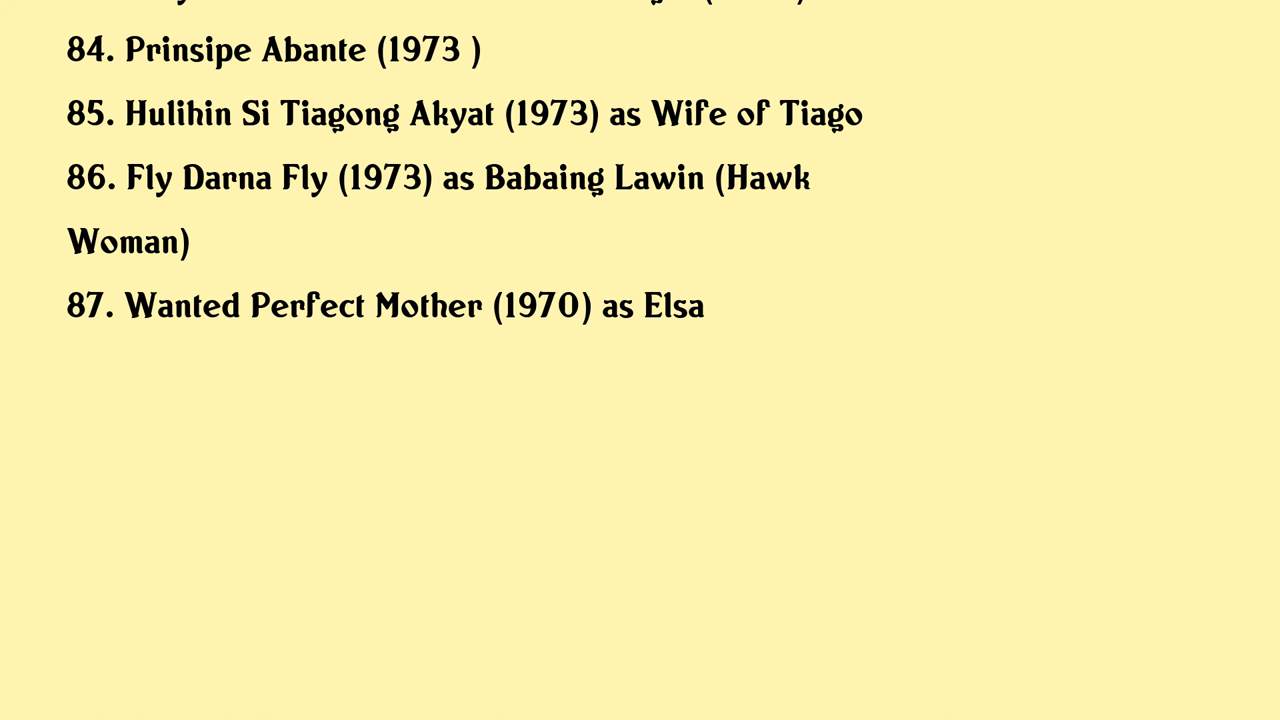 84. Prinsipe Abante (1973 )
85. Hulihin Si Tiagong Akyat (1973) as Wife of Tiago
86. Fly Darna Fly (1973) as Babaing Lawin (Hawk
Woman)
87. Wanted Perfect Mother (1970) as Elsa